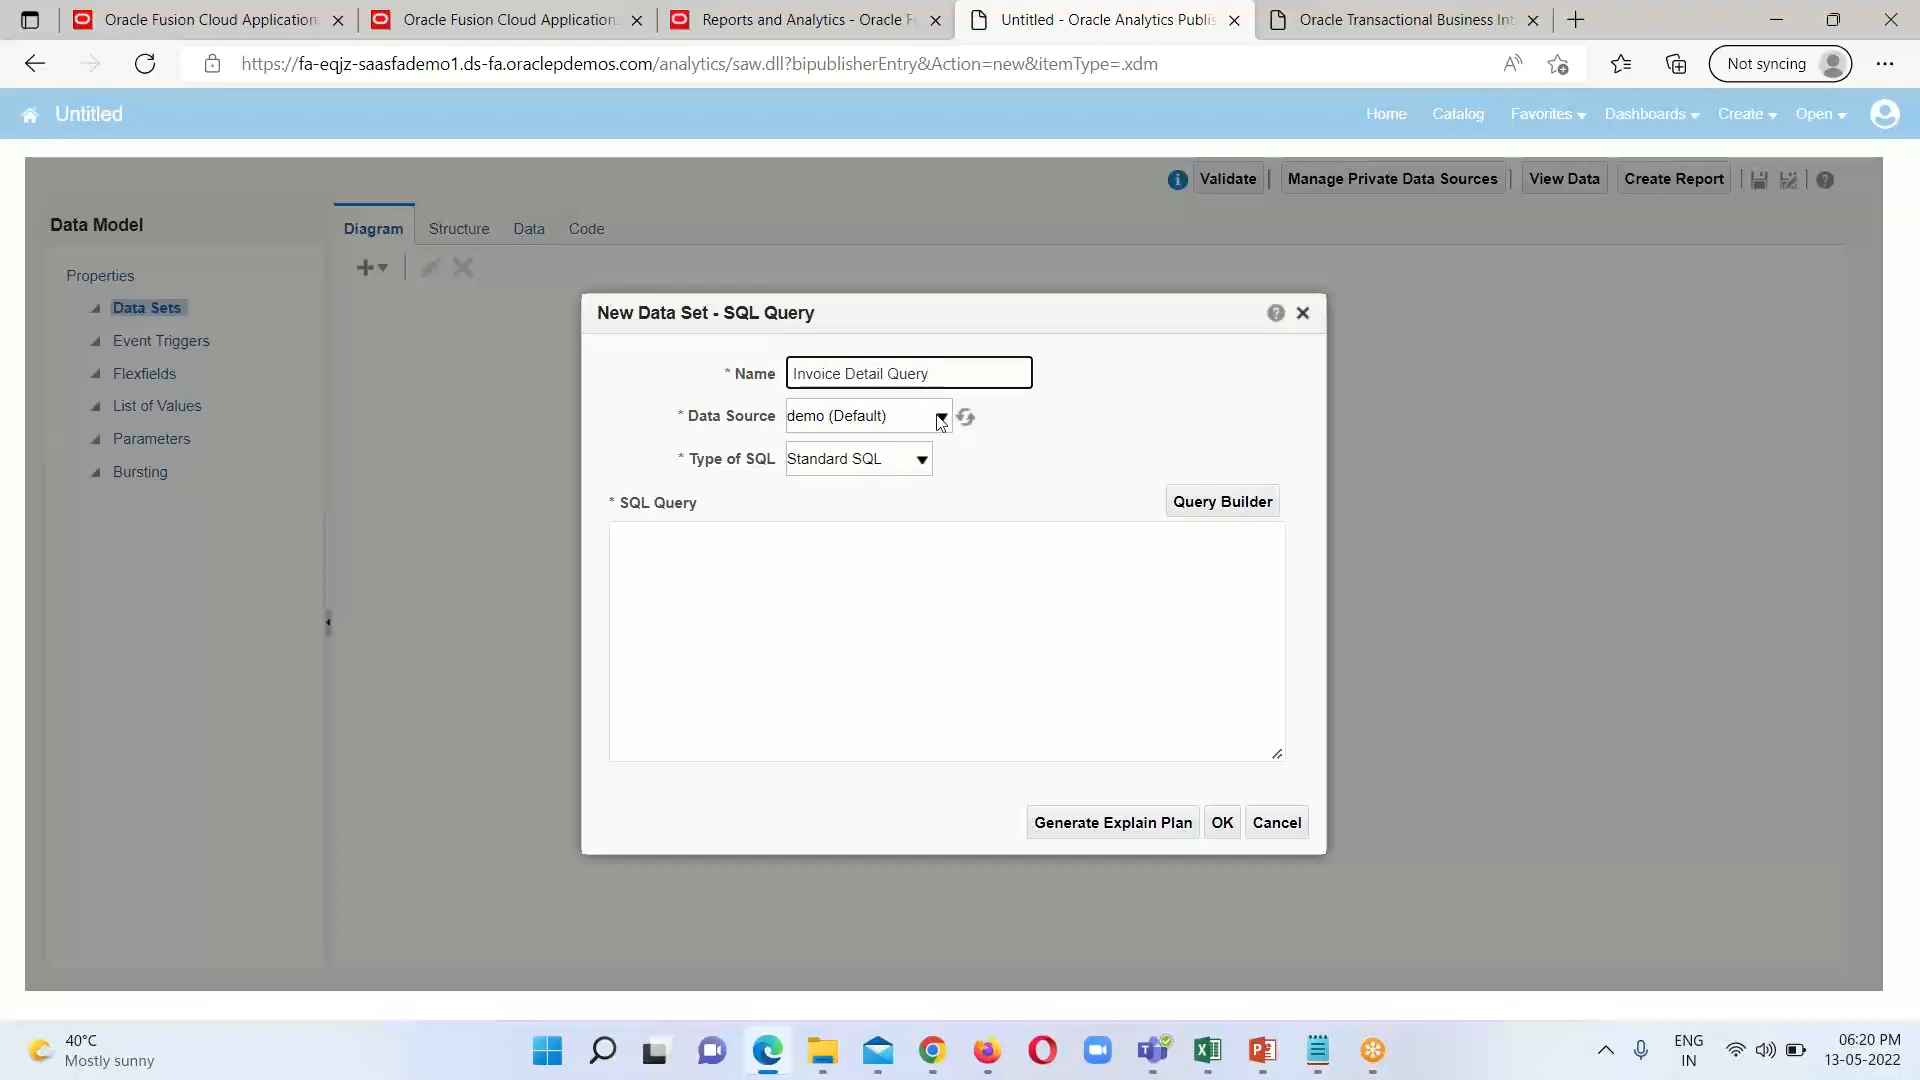 Oracle Fusion Cloud Application
Oracle Fusion Cloud Application
Reports and Analytics - Oracle F
Untitled - Oracle Analytics Publis
Oracle Transactional Business Int
https://fa-eqjz-saasfademo1.ds-fa.oraclepdemos.com/analytics/saw.dll?bipublisherEntry&Action=new&itemType=.xdm
Not syncing
Untitled
Home
Catalog
Favorites
Dashboards
Create
Open
Validate
Manage Private Data Sources
View Data
Create Report
Data Model
Diagram
Structure
Data
Code
Properties
Data Sets
Event Triggers
Flexfields
List of Values
Parameters
Bursting
New Data Set - SQL Query
* Name
Invoice Detail Query
* Data Source
demo (Default)
* Type of SQL
Standard SQL
* SQL Query
Query Builder
Generate Explain Plan
OK
Cancel
40°C
Mostly sunny
ENG
IN
06:20 PM
13-05-2022